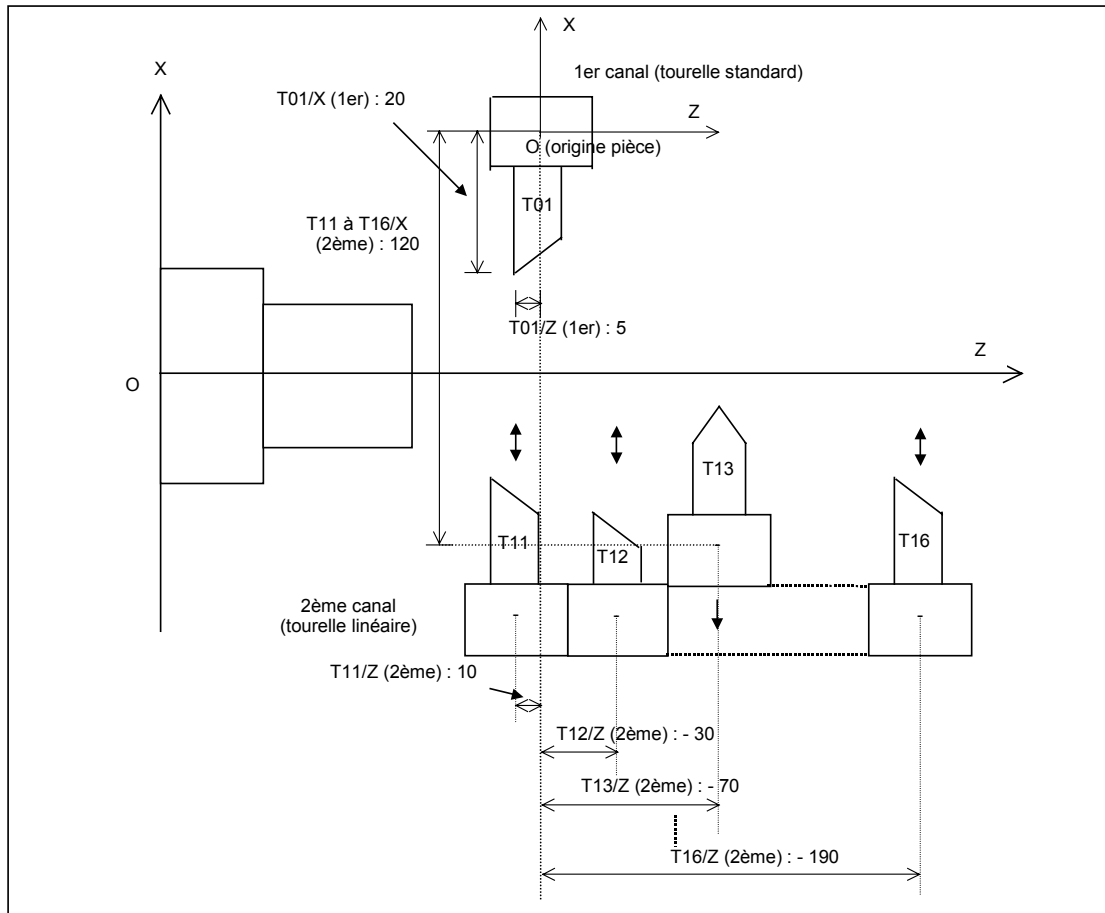 X
1er canal (tourelle standard)
X
T01/X (1er) : 20
Z
O (origine pièce)
T01
T11 à T16/X
(2ème) : 120
T01/Z (1er) : 5
Z
O
T13
T11
T12
T16
2ème canal
(tourelle linéaire)
T11/Z (2ème) : 10
T12/Z (2ème) : - 30
T13/Z (2ème) : - 70
T16/Z (2ème) : - 190